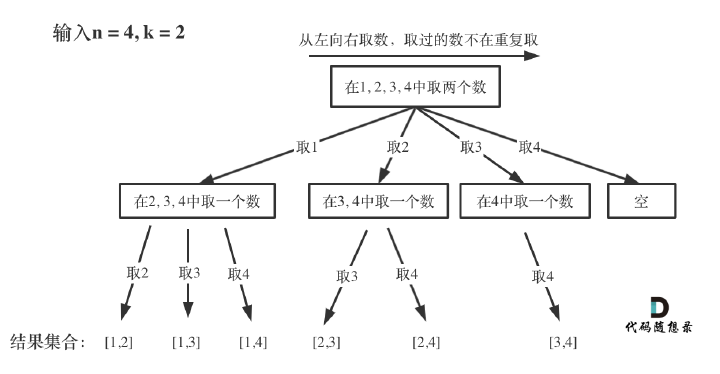 输入n = 4, k = 2
从左向右取数，取过的数不在重复取
在1, 2, 3, 4中取两个数
取1
取2
取3
取4
在2, 3, 4中取一个数
在3, 4中取一个数
在4中取一个数
空
取2
取3
取4
取3
取4
取4
代码随想录
结果集合：
[1,2]
[1,3]
[1,4]
[2,3]
[2,4]
[3,4]